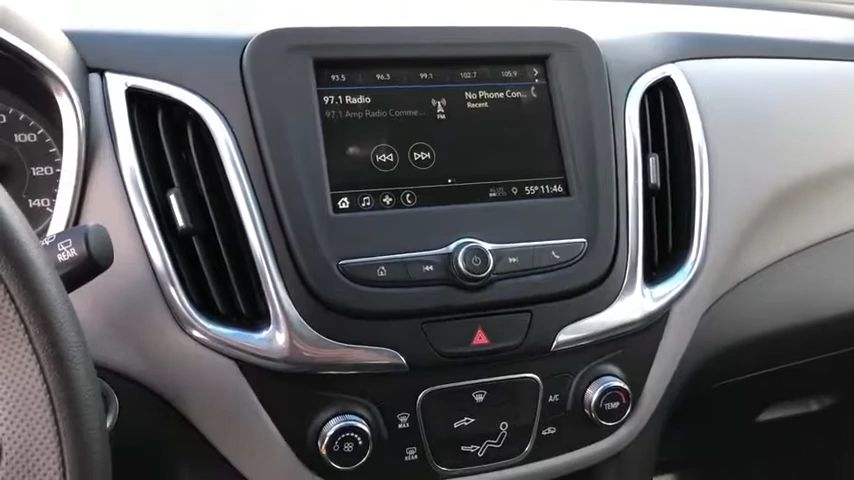 93.5 96.3 99.1 102.7 105.9
97.1 Radio
97.1 Amp Radio Comme...
FM
No Phone Con...
Recent
55° 11:46
100
120
140
REAR
MAX
REAR
A/C
TEMP